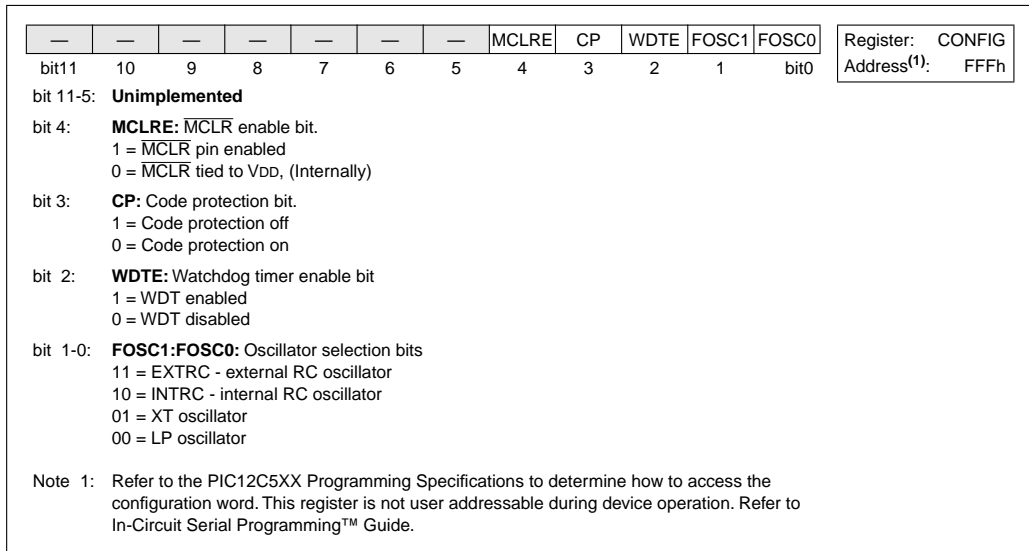 — — — — — — — MCLRE CP WDTE FOSC1 FOSC0
bit11 10 9 8 7 6 5 4 3 2 1 bit0
Register: CONFIG
Address(1): FFFh
bit 11-5: Unimplemented
bit 4: MCLRE: MCLR enable bit.
1 = MCLR pin enabled
0 = MCLR tied to VDD, (Internally)
bit 3: CP: Code protection bit.
1 = Code protection off
0 = Code protection on
bit 2: WDTE: Watchdog timer enable bit
1 = WDT enabled
0 = WDT disabled
bit 1-0: FOSC1:FOSC0: Oscillator selection bits
11 = EXTRC - external RC oscillator
10 = INTRC - internal RC oscillator
01 = XT oscillator
00 = LP oscillator
Note 1: Refer to the PIC12C5XX Programming Specifications to determine how to access the
configuration word. This register is not user addressable during device operation. Refer to
In-Circuit Serial Programming™ Guide.